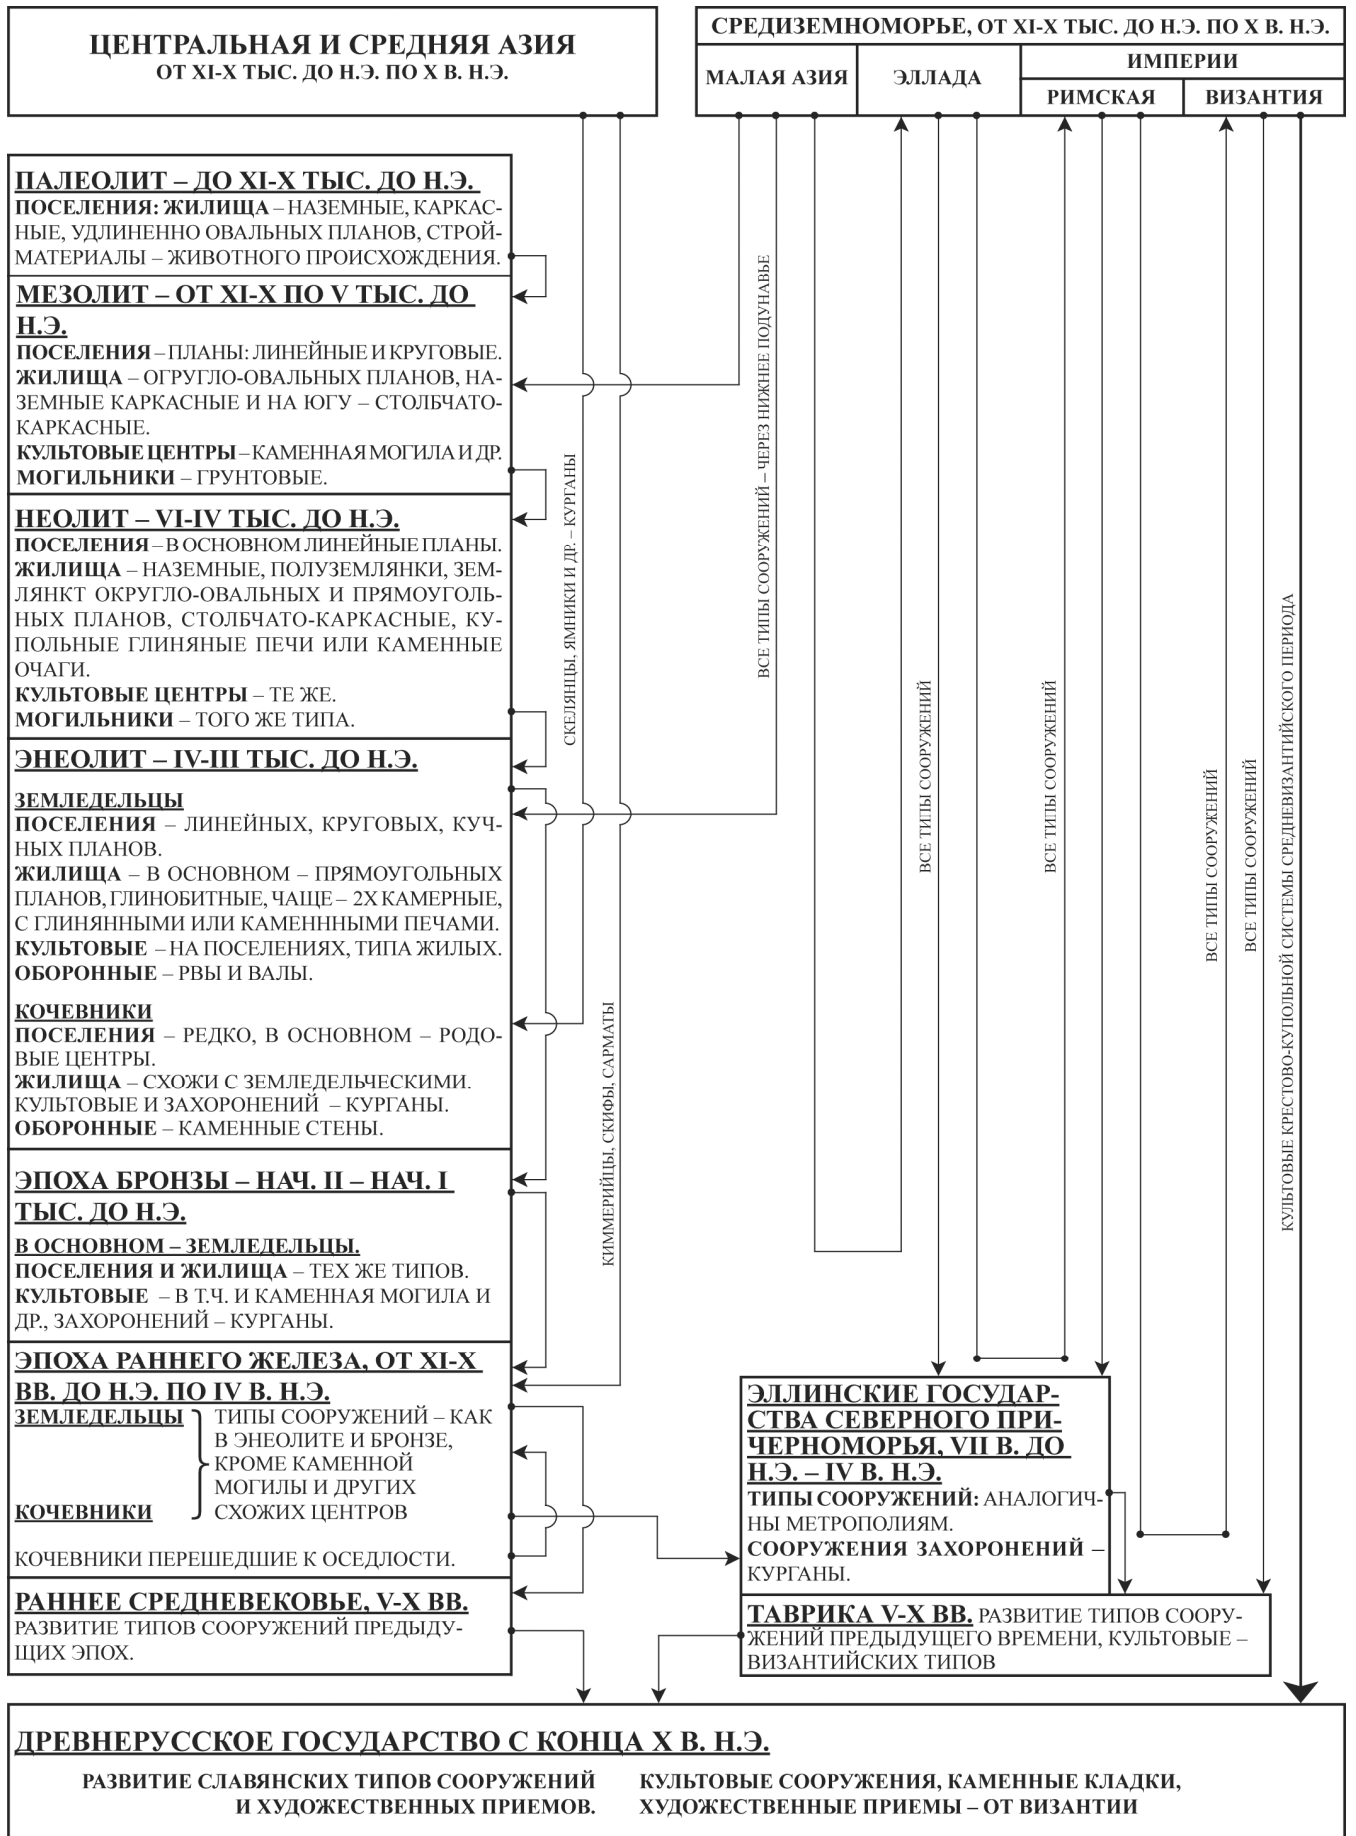 ЦЕНТРАЛЬНАЯ И СРЕДНЯЯ АЗИЯ
ОТ XI-X ТЫС. ДО Н.Э. ПО X В. Н.Э.
СРЕДИЗЕМНОМОРЬЕ, ОТ XI-X ТЫС. ДО Н.Э. ПО X В. Н.Э.
МАЛАЯ АЗИЯ
ЭЛЛАДА
ИМПЕРИИ
РИМСКАЯ
ВИЗАНТИЯ
ПАЛЕОЛИТ – ДО XI-X ТЫС. ДО Н.Э.
ПОСЕЛЕНИЯ: ЖИЛИЩА – НАЗЕМНЫЕ, КАРКАС-
НЫЕ, УДЛИНЕННО ОВАЛЬНЫХ ПЛАНОВ, СТРОЙ-
МАТЕРИАЛЫ – ЖИВОТНОГО ПРОИСХОЖДЕНИЯ.
МЕЗОЛИТ – ОТ XI-X ПО V ТЫС. ДО
Н.Э.
ПОСЕЛЕНИЯ – ПЛАНЫ: ЛИНЕЙНЫЕ И КРУГОВЫЕ.
ЖИЛИЩА – ОГРУГЛО-ОВАЛЬНЫХ ПЛАНОВ, НА-
ЗЕМНЫЕ КАРКАСНЫЕ И НА ЮГУ – СТОЛБЧАТО-
КАРКАСНЫЕ.
КУЛЬТОВЫЕ ЦЕНТРЫ – КАМЕННАЯ МОГИЛА И ДР.
МОГИЛЬНИКИ – ГРУНТОВЫЕ.
НЕОЛИТ – VI-IV ТЫС. ДО Н.Э.
ПОСЕЛЕНИЯ – В ОСНОВНОМ ЛИНЕЙНЫЕ ПЛАНЫ.
ЖИЛИЩА – НАЗЕМНЫЕ, ПОЛУЗЕМЛЯНКИ, ЗЕМ-
ЛЯНКТ ОКРУГЛО-ОВАЛЬНЫХ И ПРЯМОУГОЛЬ-
НЫХ ПЛАНОВ, СТОЛБЧАТО-КАРКАСНЫЕ, КУ-
ПОЛЬНЫЕ ГЛИНЯНЫЕ ПЕЧИ ИЛИ КАМЕННЫЕ
ОЧАГИ.
КУЛЬТОВЫЕ ЦЕНТРЫ – ТЕ ЖЕ.
МОГИЛЬНИКИ – ТОГО ЖЕ ТИПА.
ЭНЕОЛИТ – IV-III ТЫС. ДО Н.Э.
ЗЕМЛЕДЕЛЬЦЫ
ПОСЕЛЕНИЯ – ЛИНЕЙНЫХ, КРУГОВЫХ, КУЧ-
НЫХ ПЛАНОВ.
ЖИЛИЩА – В ОСНОВНОМ – ПРЯМОУГОЛЬНЫХ
ПЛАНОВ, ГЛИНОБИТНЫЕ, ЧАЩЕ – 2Х КАМЕРНЫЕ,
С ГЛИНЯННЫМИ ИЛИ КАМЕНННЫМИ ПЕЧАМИ.
КУЛЬТОВЫЕ – НА ПОСЕЛЕНИЯХ, ТИПА ЖИЛЫХ.
ОБОРОННЫЕ – РВЫ И ВАЛЫ.
КОЧЕВНИКИ
ПОСЕЛЕНИЯ – РЕДКО, В ОСНОВНОМ – РОДО-
ВЫЕ ЦЕНТРЫ.
ЖИЛИЩА – СХОЖИ С ЗЕМЛЕДЕЛЬЧЕСКИМИ.
КУЛЬТОВЫЕ И ЗАХОРОНЕНИЙ – КУРГАНЫ.
ОБОРОННЫЕ – КАМЕННЫЕ СТЕНЫ.
ЭПОХА БРОНЗЫ – НАЧ. II – НАЧ. I
ТЫС. ДО Н.Э.
В ОСНОВНОМ – ЗЕМЛЕДЕЛЬЦЫ.
ПОСЕЛЕНИЯ И ЖИЛИЩА – ТЕХ ЖЕ ТИПОВ.
КУЛЬТОВЫЕ – В Т.Ч. И КАМЕННАЯ МОГИЛА И
ДР., ЗАХОРОНЕНИЙ – КУРГАНЫ.
ЭПОХА РАННЕГО ЖЕЛЕЗА, ОТ XI-X
ВВ. ДО Н.Э. ПО IV В. Н.Э.
ЗЕМЛЕДЕЛЬЦЫ
КОЧЕВНИКИ
ТИПЫ СООРУЖЕНИЙ – КАК
В ЭНЕОЛИТЕ И БРОНЗЕ,
КРОМЕ КАМЕННОЙ
МОГИЛЫ И ДРУГИХ
СХОЖИХ ЦЕНТРОВ
КОЧЕВНИКИ ПЕРЕШЕДШИЕ К ОСЕДЛОСТИ.
РАННЕЕ СРЕДНЕВЕКОВЬЕ, V-X ВВ.
РАЗВИТИЕ ТИПОВ СООРУЖЕНИЙ ПРЕДЫДУ-
ЩИХ ЭПОХ.
СКЕЛЯНЦЫ, ЯМНИКИ И ДР. – КУРГАНЫ
КИММЕРИЙЦЫ, СКИФЫ, САРМАТЫ
ВСЕ ТИПЫ СООРУЖЕНИЙ – ЧЕРЕЗ НИЖНЕЕ ПОДУНАВЬЕ
ВСЕ ТИПЫ СООРУЖЕНИЙ
ВСЕ ТИПЫ СООРУЖЕНИЙ
ВСЕ ТИПЫ СООРУЖЕНИЙ
ВСЕ ТИПЫ СООРУЖЕНИЙ
КУЛЬТОВЫЕ КРЕСТОВО-КУПОЛЬНОЙ СИСТЕМЫ СРЕДНЕВИЗАНТИЙСКОГО ПЕРИОДА
ЭЛЛИНСКИЕ ГОСУДАР-
СТВА СЕВЕРНОГО ПРИ-
ЧЕРНОМОРЬЯ, VII В. ДО
Н.Э. – IV В. Н.Э.
ТИПЫ СООРУЖЕНИЙ: АНАЛОГИЧ-
НЫ МЕТРОПОЛИЯМ.
СООРУЖЕНИЯ ЗАХОРОНЕНИЙ –
КУРГАНЫ.
ТАВРИКА V-X ВВ. РАЗВИТИЕ ТИПОВ СООРУ-
ЖЕНИЙ ПРЕДЫДУЩЕГО ВРЕМЕНИ, КУЛЬТОВЫЕ –
ВИЗАНТИЙСКИХ ТИПОВ
ДРЕВНЕРУССКОЕ ГОСУДАРСТВО С КОНЦА X В. Н.Э.
РАЗВИТИЕ СЛАВЯНСКИХ ТИПОВ СООРУЖЕНИЙ
И ХУДОЖЕСТВЕННЫХ ПРИЕМОВ.
КУЛЬТОВЫЕ СООРУЖЕНИЯ, КАМЕННЫЕ КЛАДКИ,
ХУДОЖЕСТВЕННЫЕ ПРИЕМЫ – ОТ ВИЗАНТИИ